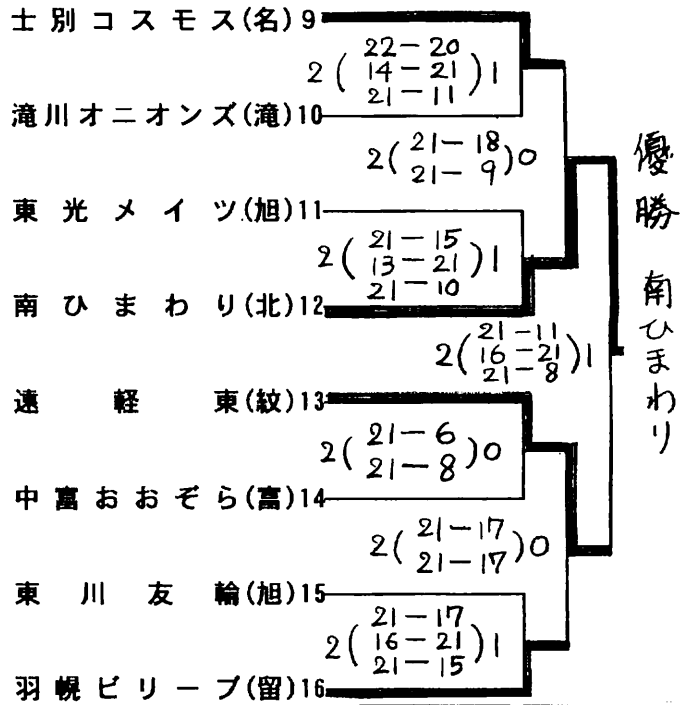 士別コスモス(名)9
2(22-20 14-21 21-11)1
滝川オニオンズ(滝)10
2(21-18 21-9)0
東光メイツ(旭)11
2(21-15 13-21 21-10)1
南ひまわり(北)12
2(21-11 16-21 21-8)1
遠軽東(紋)13
2(21-6 21-8)0
中富おおぞら(富)14
2(21-17 21-17)0
東川友輪(旭)15
2(21-17 16-21 21-15)1
羽幌ビリーブ(留)16
優勝 南ひまわり